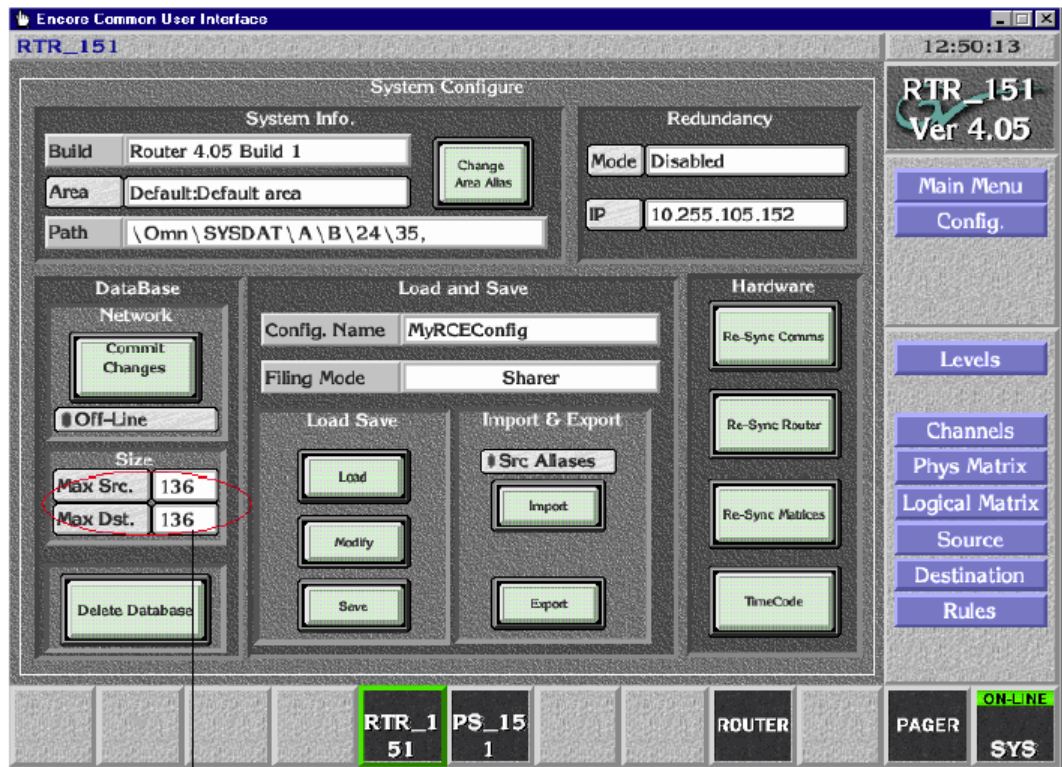 Encore Common User Interface
RTR_151
12:50:13
RTR_151
Ver 4.05
System Configure
System Info.
Build Router 4.05 Build 1
Area Default:Default area
Path \Omn\SYSDAT\A\B\24\35,
Change
Area Alias
Redundancy
Mode Disabled
IP 10.255.105.152
DataBase
Network
Commit
Changes
Off-Line
Size
Max Src. 136
Max Dst. 136
Delete Database
Load and Save
Config. Name MyRCEConfig
Filing Mode Sharer
Load Save
Load
Modify
Save
Import & Export
Src Aliases
Import
Export
Hardware
Re-Sync Comms
Re-Sync Router
Re-Sync Matrices
TimeCode
Main Menu
Config.
Levels
Channels
Phys Matrix
Logical Matrix
Source
Destination
Rules
RTR_1
51
PS_15
1
ROUTER
PAGER
ON-LINE
SYS